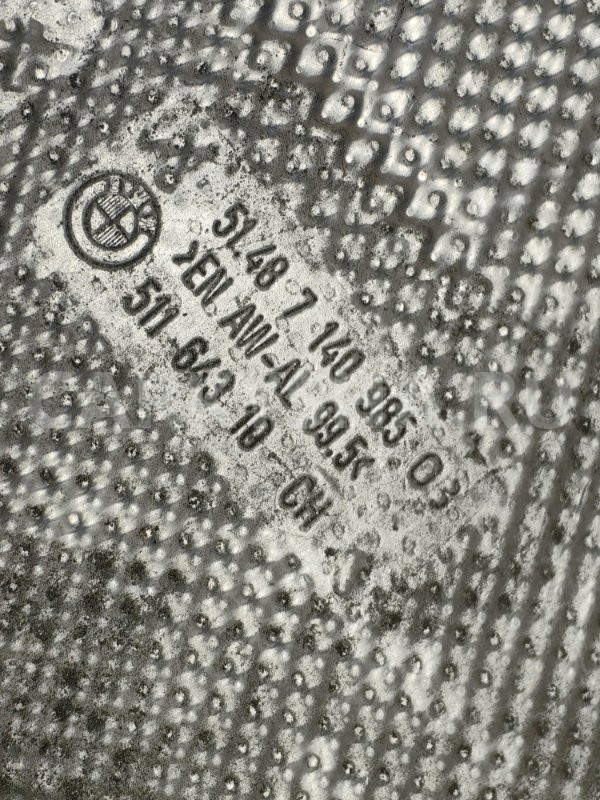 BMW
51.48 7 140 985 03
>EN AW-AL 99.5<
511 643 10 CH